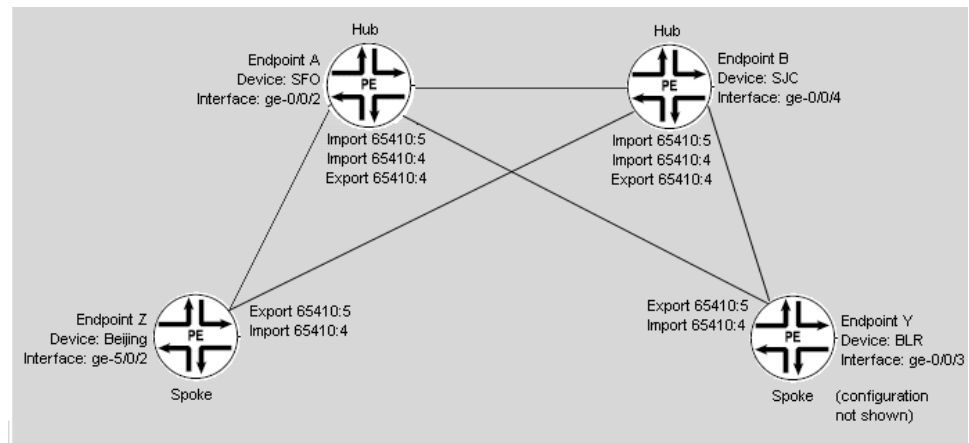 Hub
Endpoint A
Device: SFO
Interface: ge-0/0/2
PE
Import 65410:5
Import 65410:4
Export 65410:4
Hub
PE
Endpoint B
Device: SJC
Interface: ge-0/0/4
Import 65410:5
Import 65410:4
Export 65410:4
Endpoint Z
Device: Beijing
Interface: ge-5/0/2
PE
Export 65410:5
Import 65410:4
Spoke
Export 65410:5
Import 65410:4
PE
Endpoint Y
Device: BLR
Interface: ge-0/0/3
Spoke
(configuration
not shown)